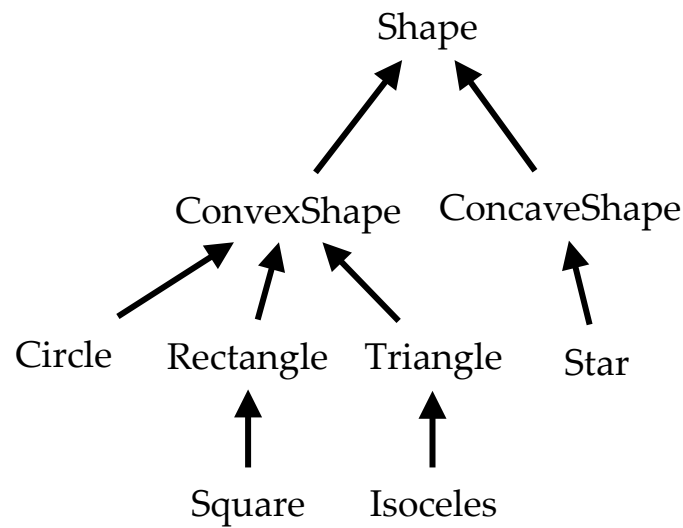 Shape
ConvexShape ConcaveShape
Circle Rectangle Triangle Star
Square Isoceles